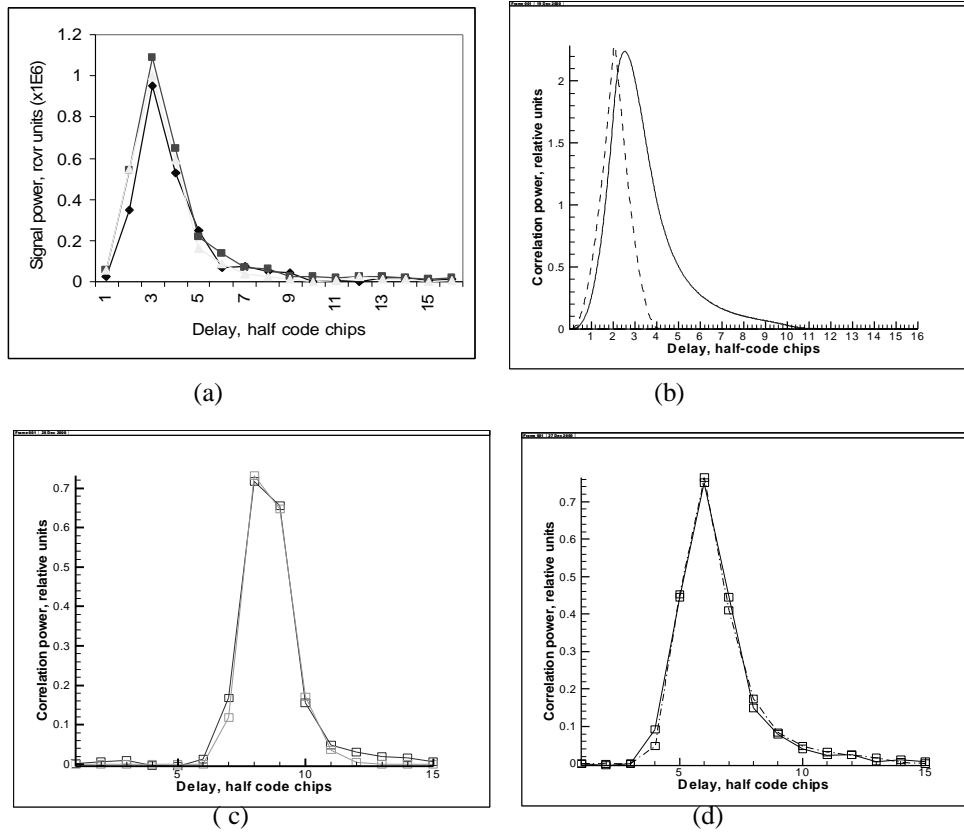 1.2
1
0.8
0.6
0.4
0.2
0
Signal power, rcvr units (x1E6)
1 3 5 7 9 11 13 15
Delay, half code chips
(a)
2
1.5
1
0.5
0
Correlation power, relative units
1 2 3 4 5 6 7 8 9 10 11 12 13 14 15 16
Delay, half-code chips
(b)
0.7
0.6
0.5
0.4
0.3
0.2
0.1
0
Correlation power, relative units
5 10 15
Delay, half code chips
( c)
0.7
0.6
0.5
0.4
0.3
0.2
0.1
0
Correlation power, relative units
5 10 15
Delay, half code chips
(d)